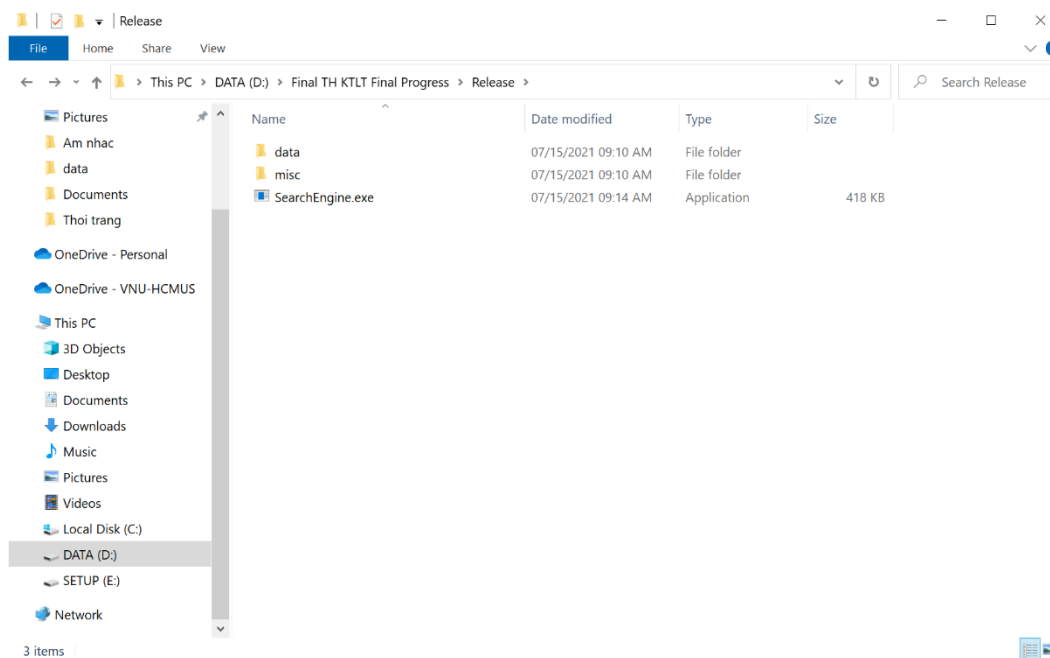 Release
File Home Share View
This PC > DATA (D:) > Final TH KTLT Final Progress > Release >
Search Release
Pictures
Am nhac
data
Documents
Thoi trang
OneDrive - Personal
OneDrive - VNU-HCMUS
This PC
3D Objects
Desktop
Documents
Downloads
Music
Pictures
Videos
Local Disk (C:)
DATA (D:)
SETUP (E:)
Network
Name Date modified Type Size
data 07/15/2021 09:10 AM File folder
misc 07/15/2021 09:10 AM File folder
SearchEngine.exe 07/15/2021 09:14 AM Application 418 KB
3 items